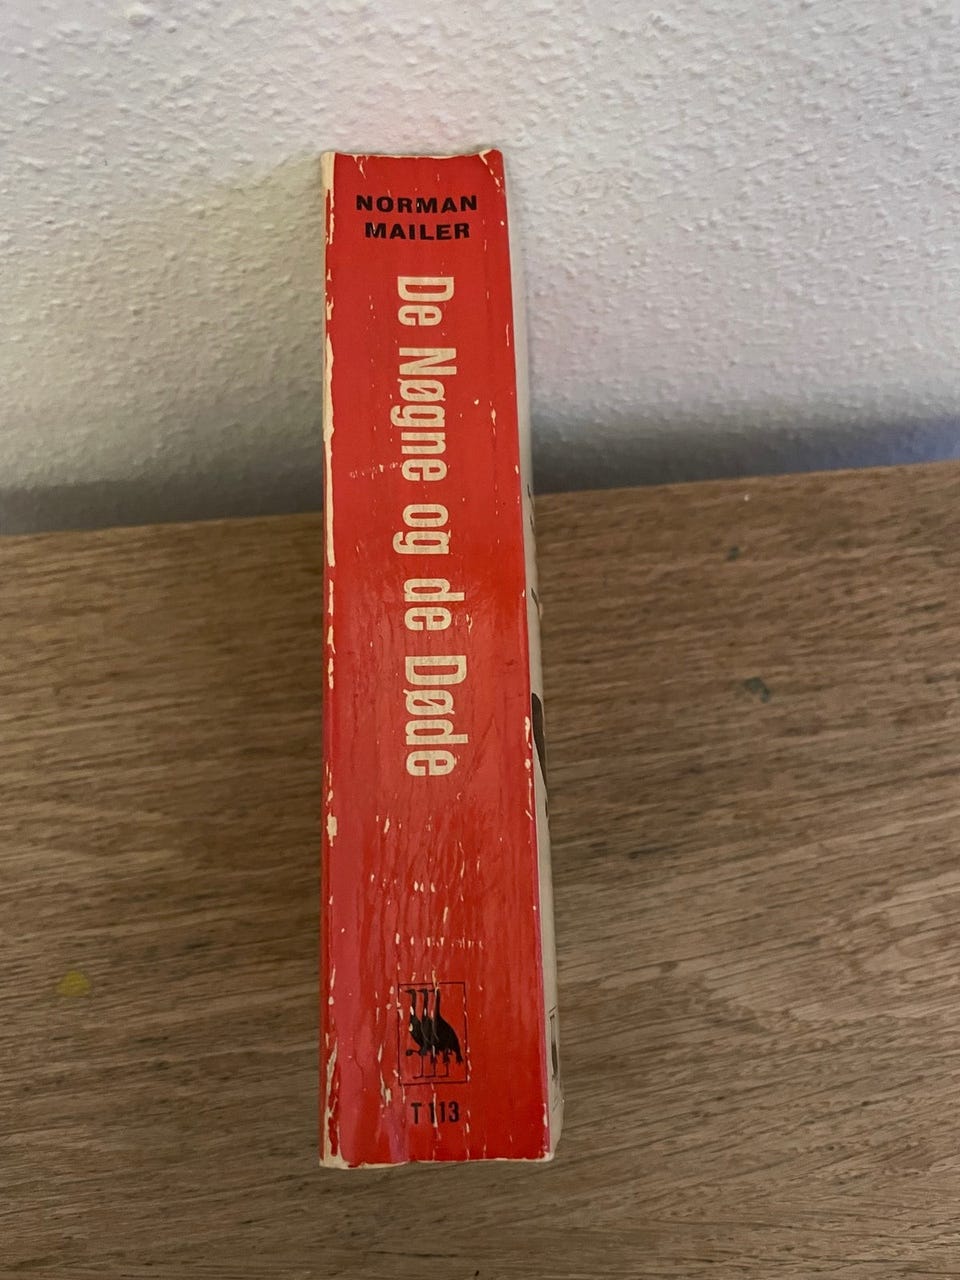 NORMAN
MAILER
De Nøgne og de Døde
T 113